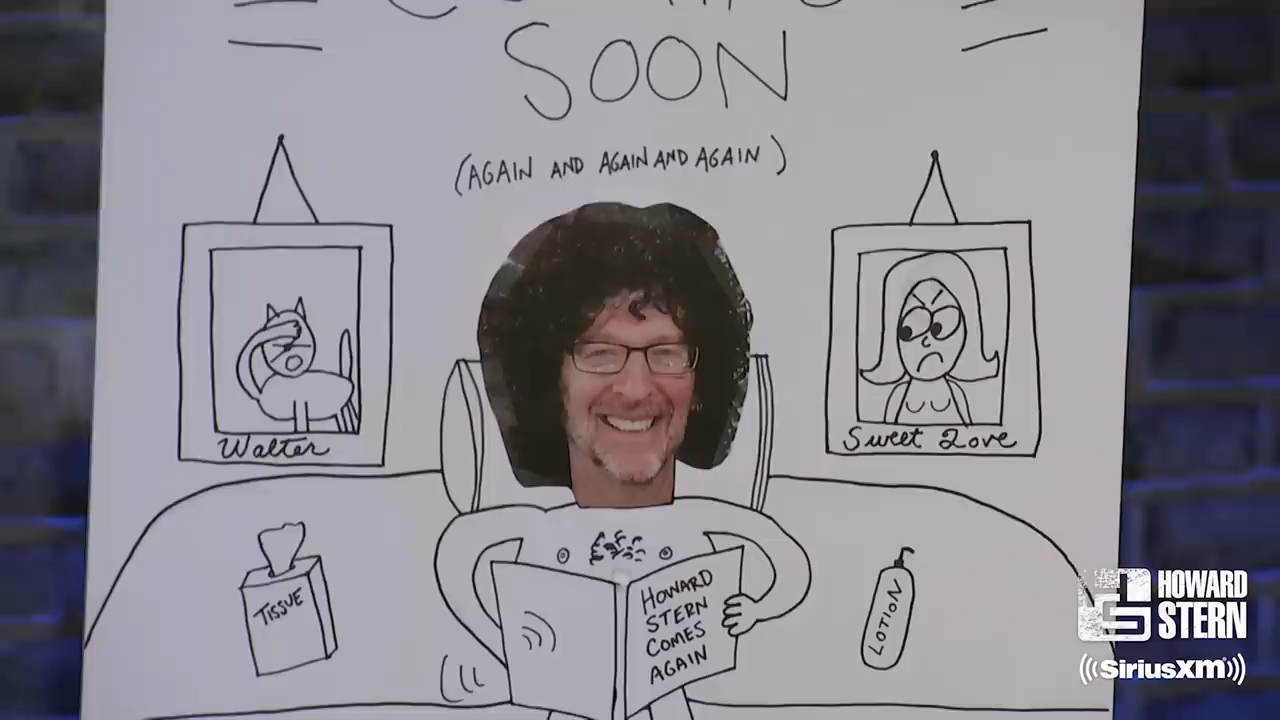 SOON
(AGAIN AND AGAIN AND AGAIN)
Walter
Sweet Love
TISSUE
HOWARD
STERN
COMES
AGAIN
LOTION
HOWARD
STERN
((SiriusXM))